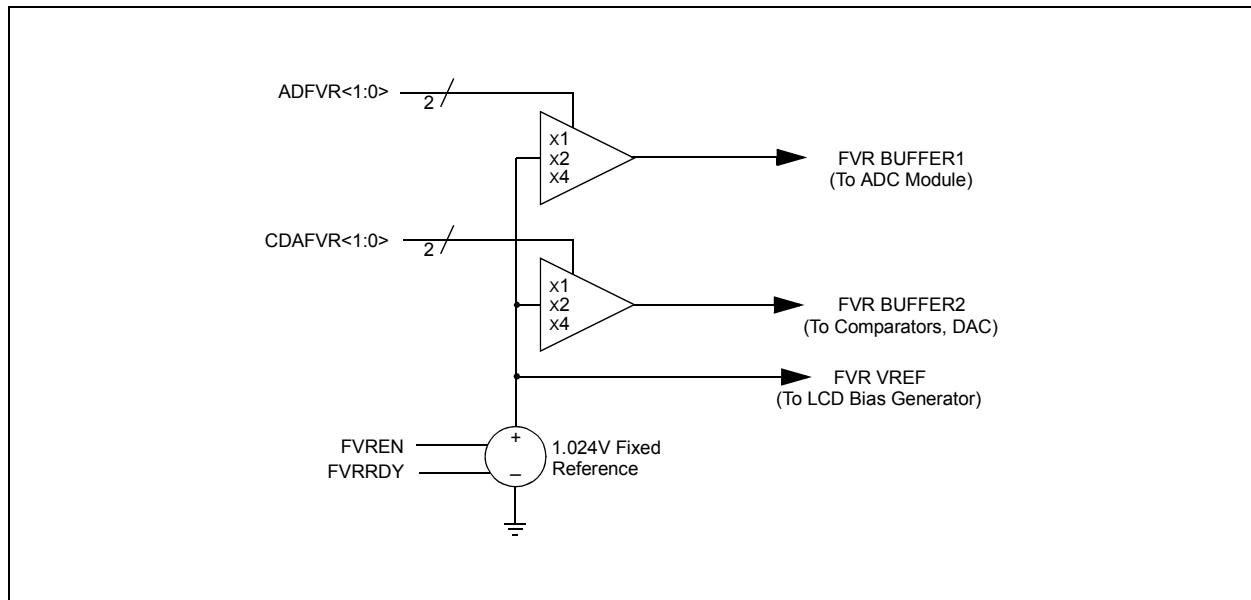 ADFVR<1:0>
2
x1
x2
x4
FVR BUFFER1
(To ADC Module)
CDAFVR<1:0>
2
x1
x2
x4
FVR BUFFER2
(To Comparators, DAC)
FVR VREF
(To LCD Bias Generator)
FVREN
FVRRDY
+
_
1.024V Fixed
Reference